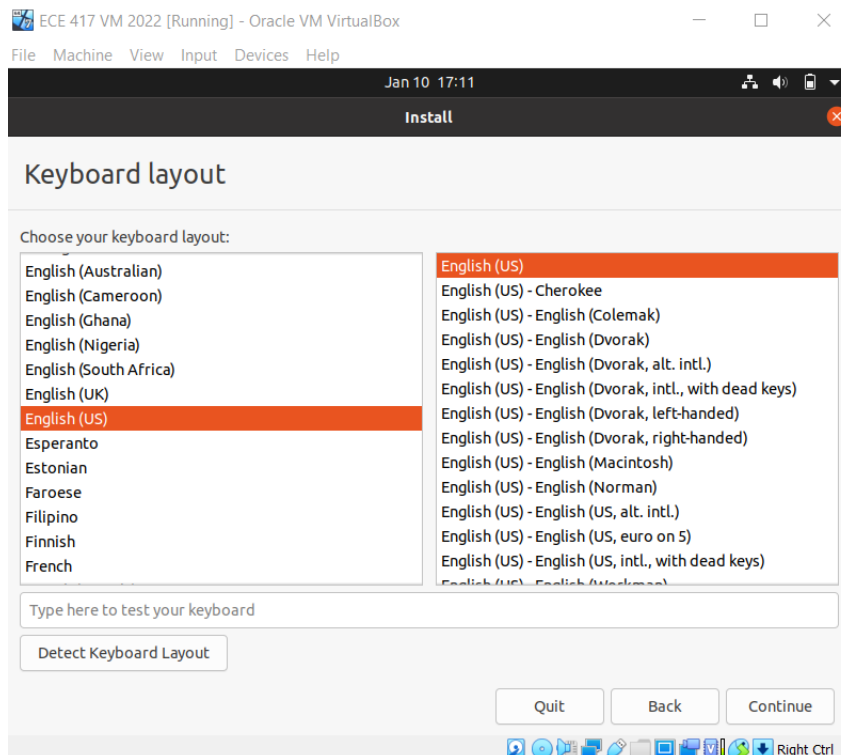 ECE 417 VM 2022 [Running] - Oracle VM VirtualBox
File Machine View Input Devices Help
Jan 10 17:11
Install
Keyboard layout
Choose your keyboard layout:
English (Australian)
English (Cameroon)
English (Ghana)
English (Nigeria)
English (South Africa)
English (UK)
English (US)
Esperanto
Estonian
Faroese
Filipino
Finnish
French
English (US)
English (US) - Cherokee
English (US) - English (Colemak)
English (US) - English (Dvorak)
English (US) - English (Dvorak, alt. intl.)
English (US) - English (Dvorak, intl., with dead keys)
English (US) - English (Dvorak, left-handed)
English (US) - English (Dvorak, right-handed)
English (US) - English (Macintosh)
English (US) - English (Norman)
English (US) - English (US, alt. intl.)
English (US) - English (US, euro on 5)
English (US) - English (US, intl., with dead keys)
English (US) - English (Workman)
Type here to test your keyboard
Detect Keyboard Layout
Quit Back Continue
Right Ctrl